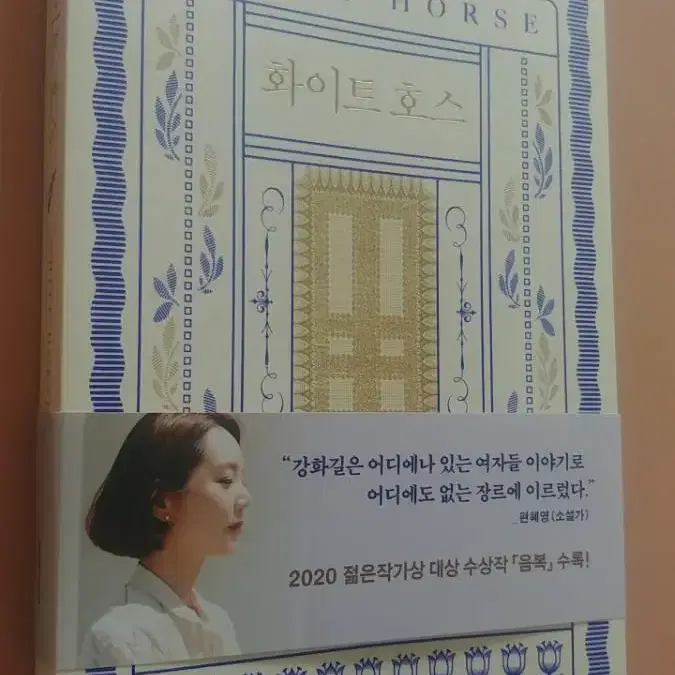 HORSE
화이트 호스
“강화길은 어디에나 있는 여자들 이야기로
어디에도 없는 장르에 이르렀다.”
_편혜영(소설가)
2020 젊은작가상 대상 수상작 「음복」 수록!